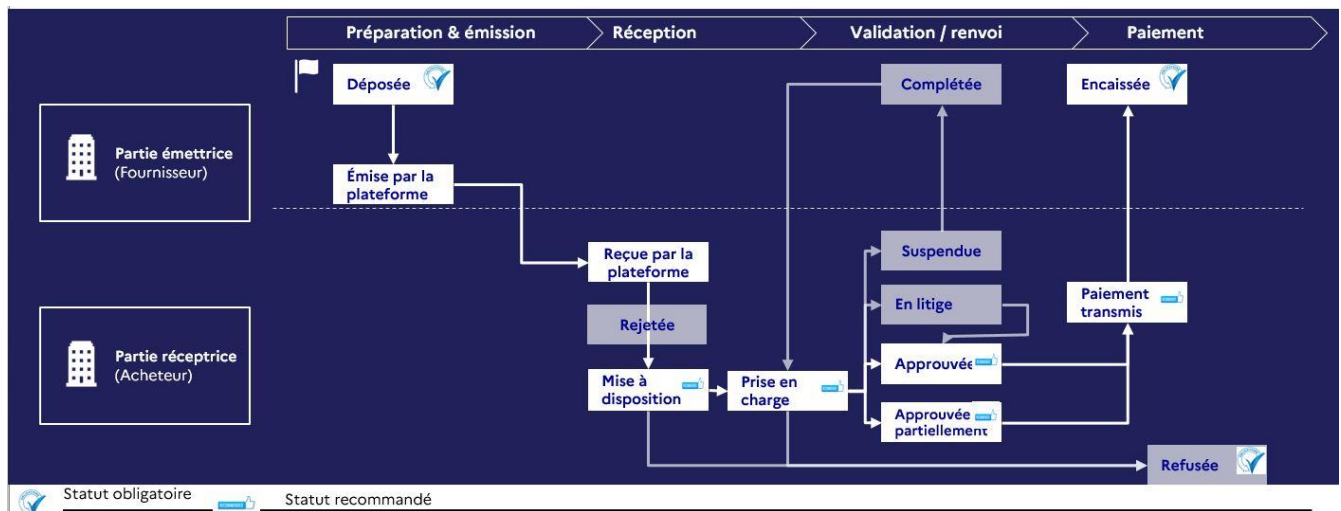 Préparation & émission
Réception
Validation / renvoi
Paiement
Déposée
Complétée
Encaissée
Partie émettrice
(Fournisseur)
Émise par la
plateforme
Reçue par la
plateforme
Suspendue
En litige
Paiement
transmis
Rejetée
Partie réceptrice
(Acheteur)
Mise à
disposition
Prise en
charge
Approuvée
Approuvée
partiellement
Refusée
Statut obligatoire
Statut recommandé